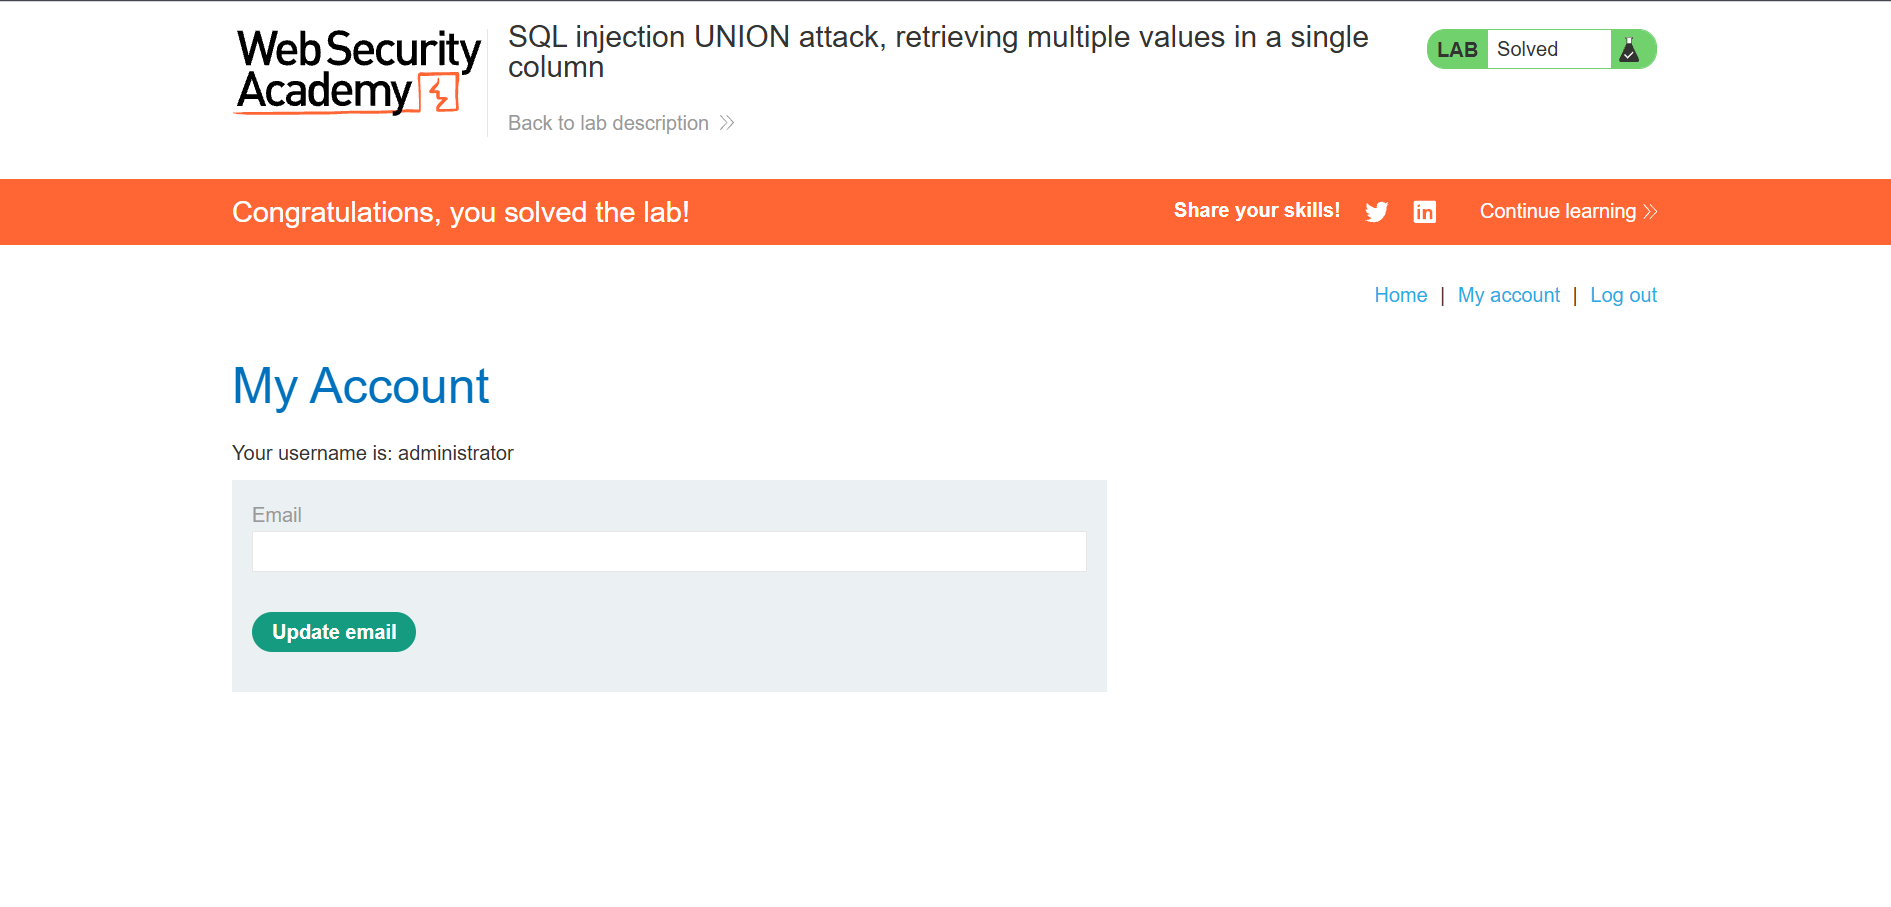 Web Security
Academy
SQL injection UNION attack, retrieving multiple values in a single
column
Back to lab description
LAB Solved
Congratulations, you solved the lab!
Share your skills!
Continue learning
Home | My account | Log out
My Account
Your username is: administrator
Email
Update email